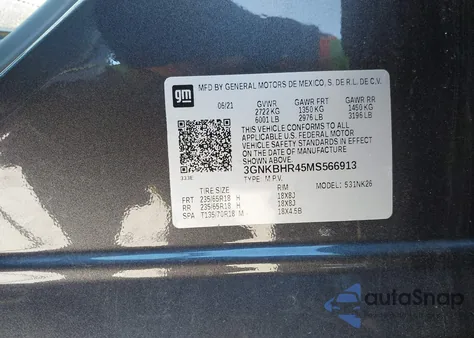 gm
MFD BY GENERAL MOTORS DE MEXICO, S. DE R.L. DE C.V.
06/21 GVWR GAWR FRT GAWR RR
2722 KG 1350 KG 1450 KG
6001 LB 2976 LB 3196 LB
THIS VEHICLE CONFORMS TO ALL
APPLICABLE U.S. FEDERAL MOTOR
VEHICLE SAFETY STANDARDS IN EFFECT ON THE
DATE OF MANUFACTURE SHOWN ABOVE.
3GNKBHR45MS566913
333E TYPE: M.P.V.
TIRE SIZE RIM MODEL: 531NK26
FRT 235/65R18 H 18X8J
RR 235/65R18 H 18X8J
SPA T135/70R18 M 18X4.5B
autoSnap